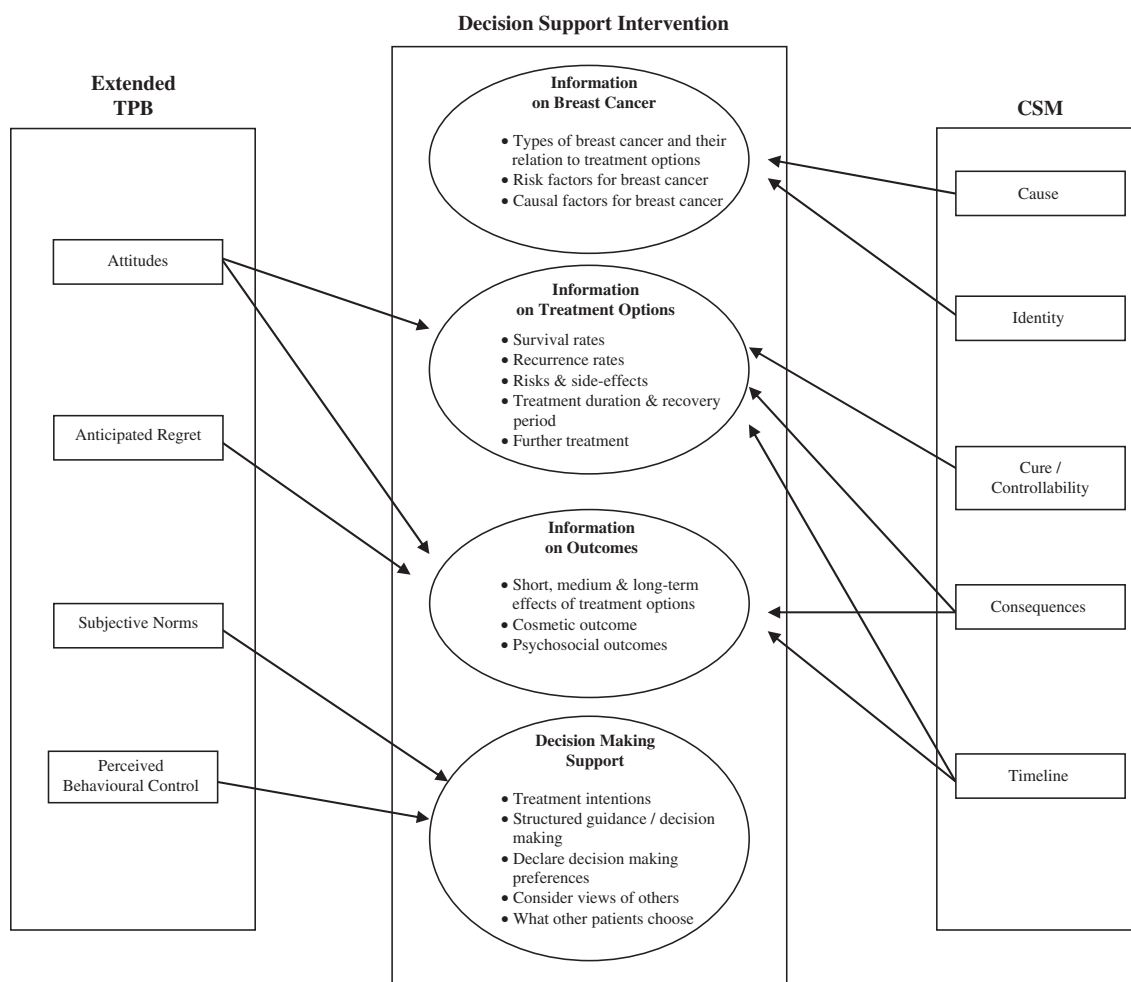 Decision Support Intervention
Extended
TPB
Attitudes
Anticipated Regret
Subjective Norms
Perceived
Behavioural Control
Information
on Breast Cancer
• Types of breast cancer and their
relation to treatment options
• Risk factors for breast cancer
• Causal factors for breast cancer
Information
on Treatment Options
• Survival rates
• Recurrence rates
• Risks & side-effects
• Treatment duration & recovery
period
• Further treatment
Information
on Outcomes
• Short, medium & long-term
effects of treatment options
• Cosmetic outcome
• Psychosocial outcomes
Decision Making
Support
• Treatment intentions
• Structured guidance / decision
making
• Declare decision making
preferences
• Consider views of others
• What other patients choose
CSM
Cause
Identity
Cure /
Controllability
Consequences
Timeline